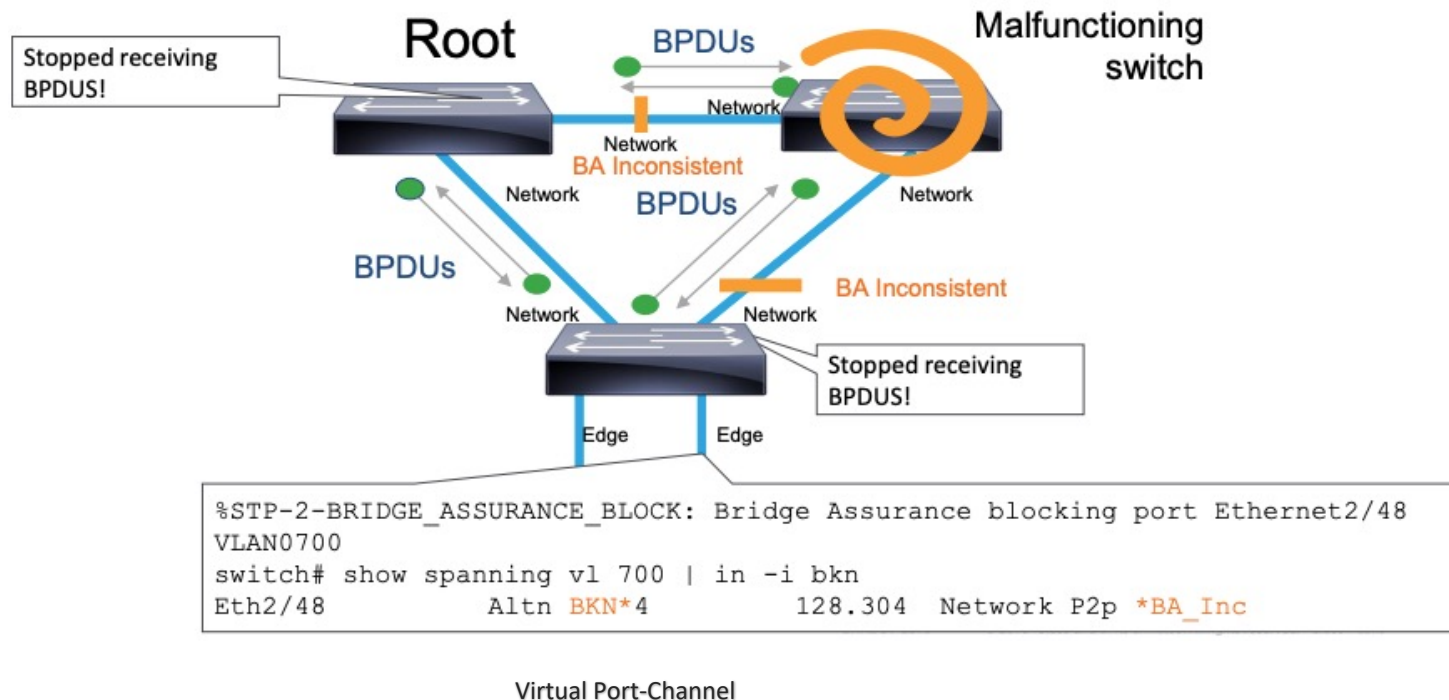 Root
BPDUs
Malfunctioning
switch
Stopped receiving
BPDUS!
Network
Network
BA Inconsistent
Network
BPDUs
Network
BPDUs
BA Inconsistent
Network
Network
Stopped receiving
BPDUS!
Edge
Edge
%STP-2-BRIDGE_ASSURANCE_BLOCK: Bridge Assurance blocking port Ethernet2/48
VLAN0700
switch# show spanning vl 700 | in -i bkn
Eth2/48 Altn BKN*4 128.304 Network P2p *BA_Inc
Virtual Port-Channel